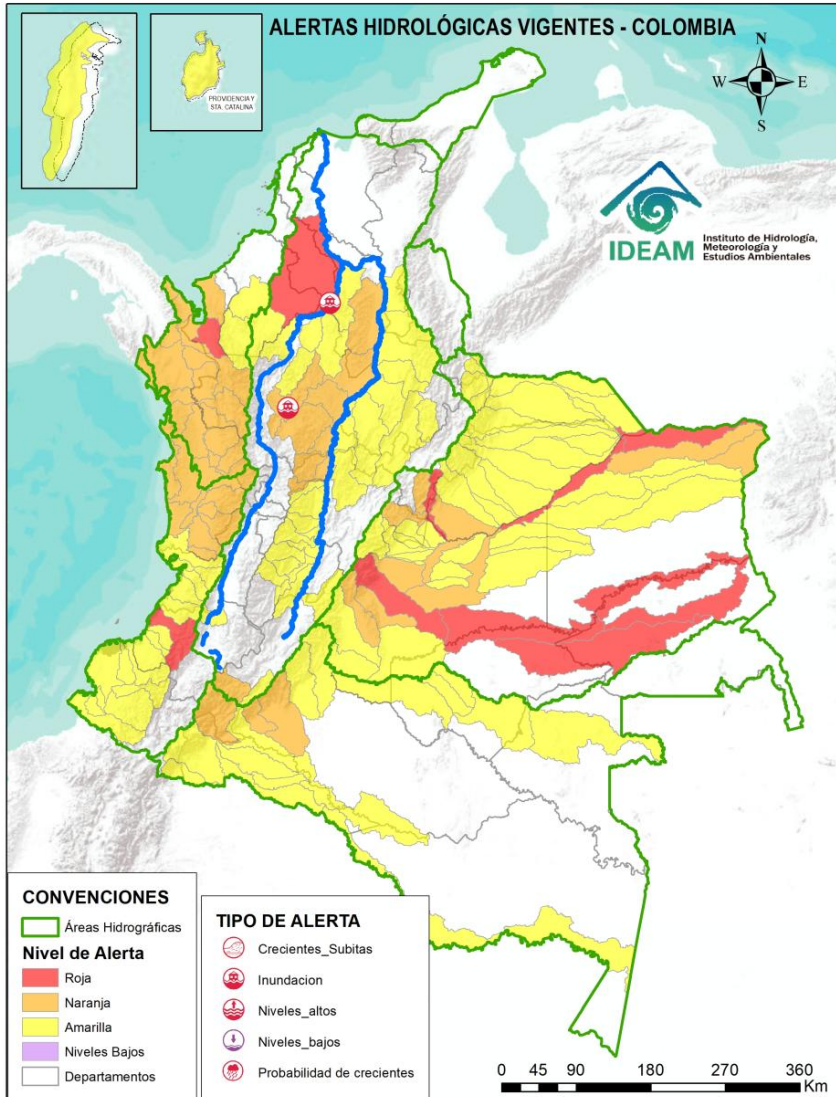 ALERTAS HIDROLÓGICAS VIGENTES - COLOMBIA
PROVIDENCIA Y
STA. CATALINA
N
W
E
S
IDEAM
Instituto de Hidrología,
Meteorología y
Estudios Ambientales
CONVENCIONES
Áreas Hidrográficas
Nivel de Alerta
Roja
Naranja
Amarilla
Niveles Bajos
Departamentos
TIPO DE ALERTA
Crecientes_Subitas
Inundacion
Niveles_altos
Niveles_bajos
Probabilidad de crecientes
0 45 90 180 270 360
Km